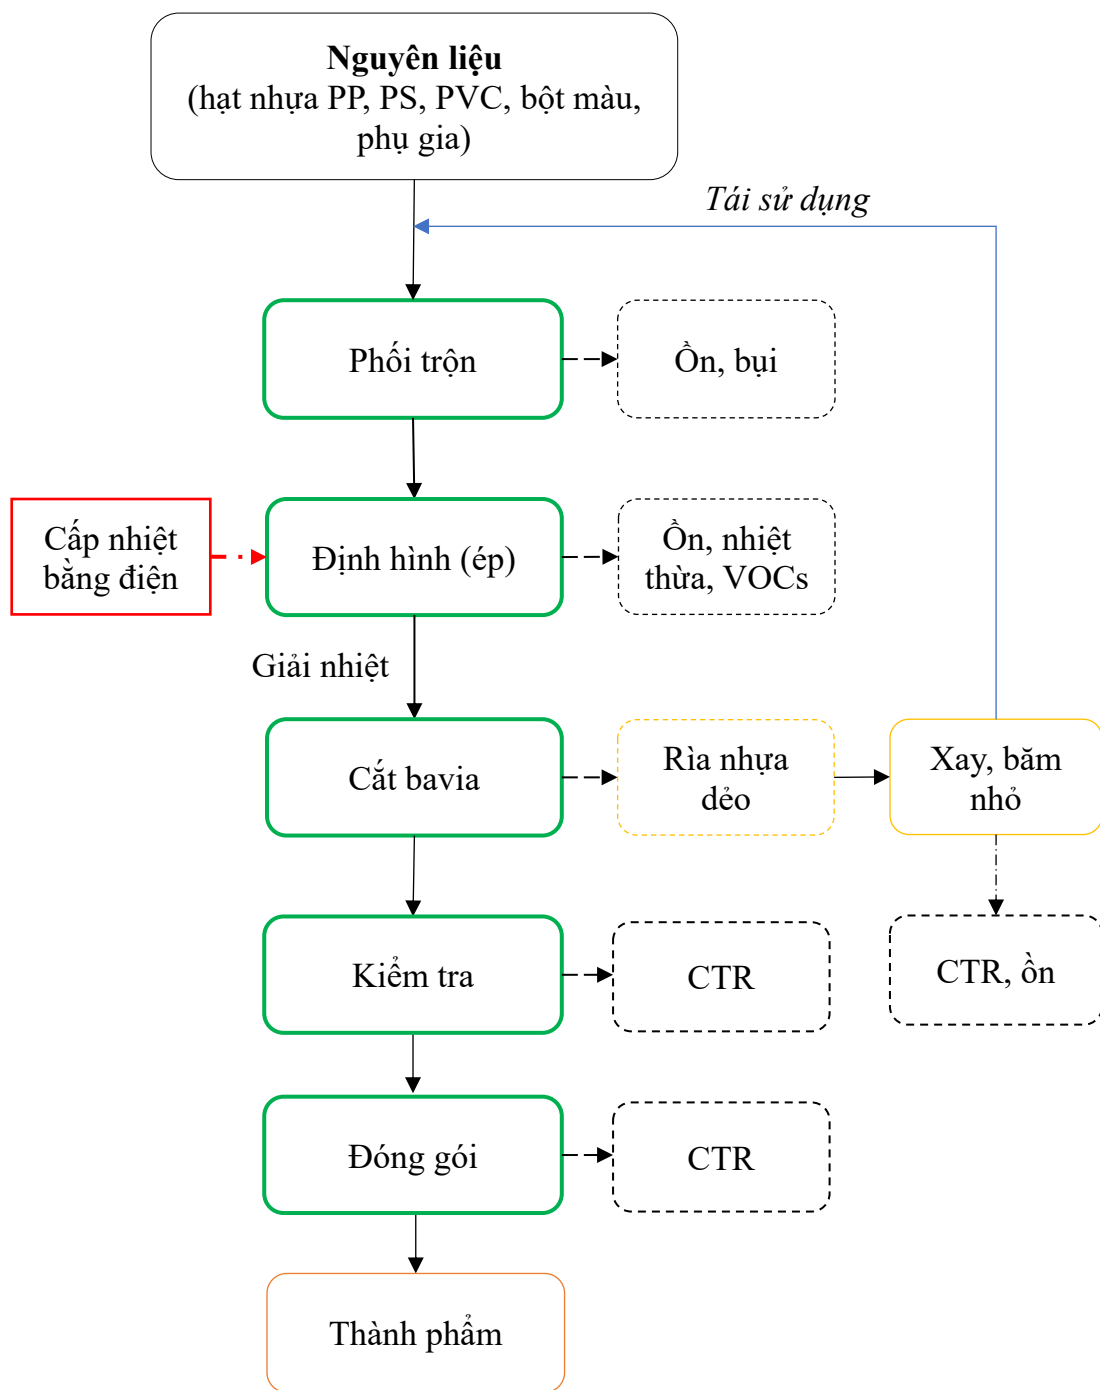 Nguyên liệu
(hạt nhựa PP, PS, PVC, bột màu,
phụ gia)
Tái sử dụng
Phối trộn
Ồn, bụi
Cấp nhiệt
bằng điện
Định hình (ép)
Ồn, nhiệt
thừa, VOCs
Giải nhiệt
Cắt bavia
Rìa nhựa
dẻo
Xay, băm
nhỏ
Kiểm tra
CTR
CTR, ồn
Đóng gói
CTR
Thành phẩm